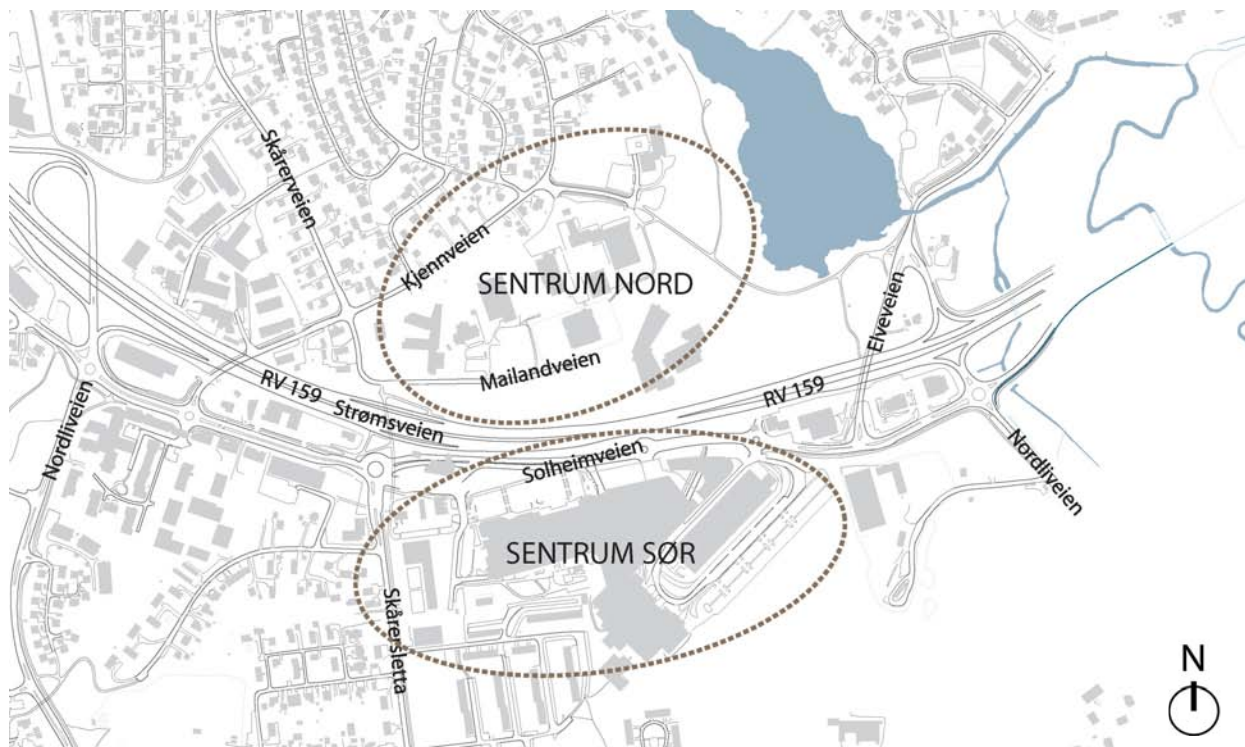 Skårerveien
Kjennveien
SENTRUM NORD
Mailandveien
Elveveien
RV 159
Strømsveien
RV 159
Nordliveien
Solheimveien
Nordliveien
SENTRUM SØR
Skårersletta
N